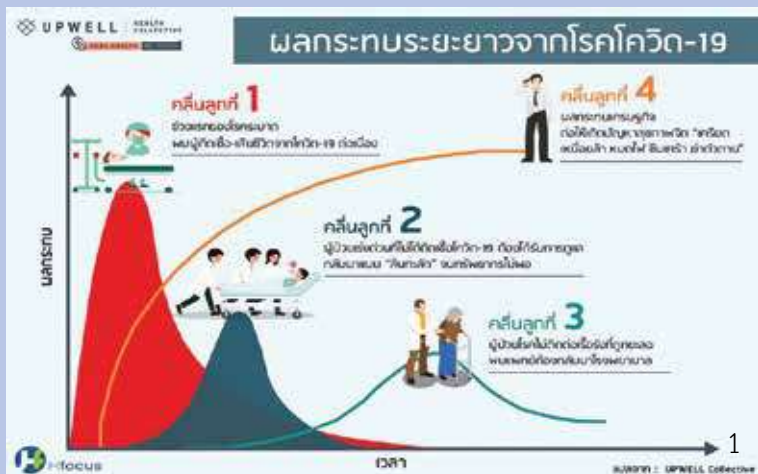 UPWELL HEALTH COLLECTIVE
ผลกระทบระยะยาวจากโรคโควิด-19
คลื่นลูกที่ 1
ช่วงแรกของโรคระบาด
พบผู้ติดเชื้อ-เสียชีวิตจากโควิด-19 ต่อเนื่อง
คลื่นลูกที่ 4
ผลกระทบเศรษฐกิจ
ก่อให้เกิดปัญหาสุขภาพจิต "เครียด
เหนื่อยล้า หมดไฟ ซึมเศร้า ฆ่าตัวตาย"
คลื่นลูกที่ 2
ผู้ป่วยเร่งด่วนที่ไม่ได้ติดเชื้อโควิด-19 ต้องได้รับการดูแล
กลับมาแบบ "ล้นทะลัก" จนทรัพยากรไม่พอ
คลื่นลูกที่ 3
ผู้ป่วยโรคไม่ติดต่อเรื้อรังที่ถูกชะลอ
พบแพทย์ต้องกลับมาโรงพยาบาล
ผลกระทบ
เวลา
1
Hfocus
แปลจาก : UPWELL Collective